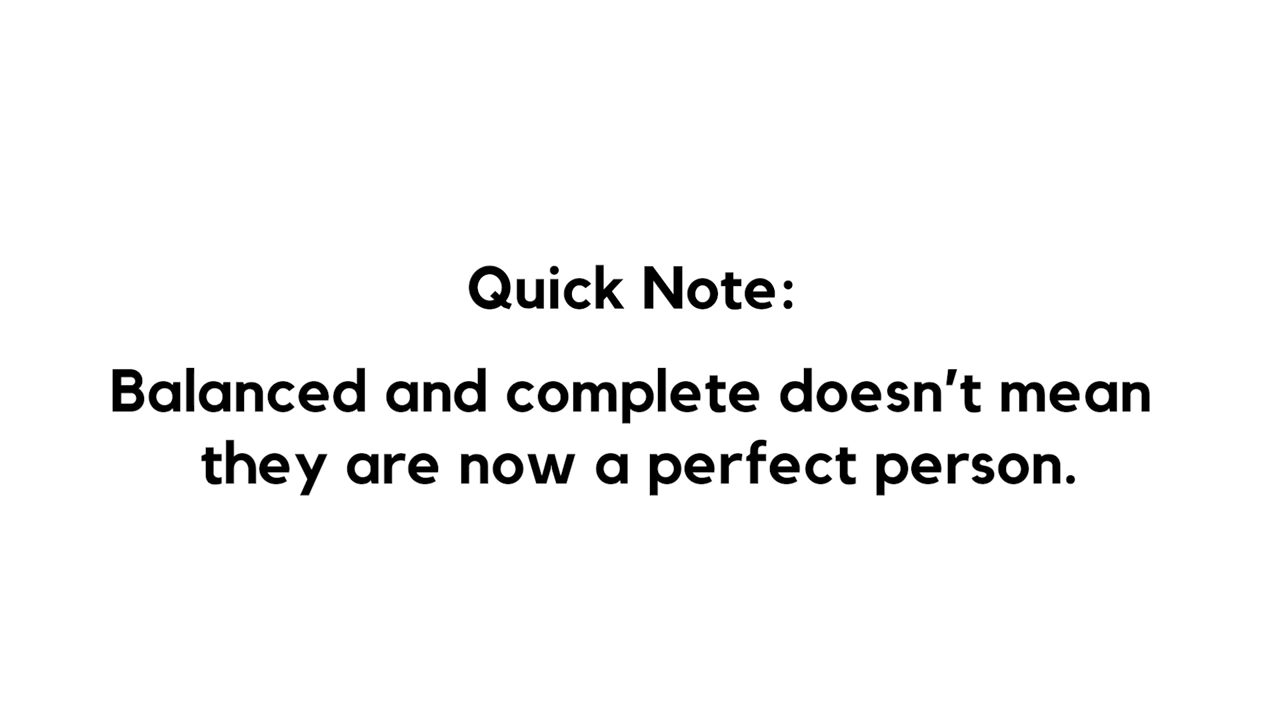 Quick Note:
Balanced and complete doesn't mean
they are now a perfect person.